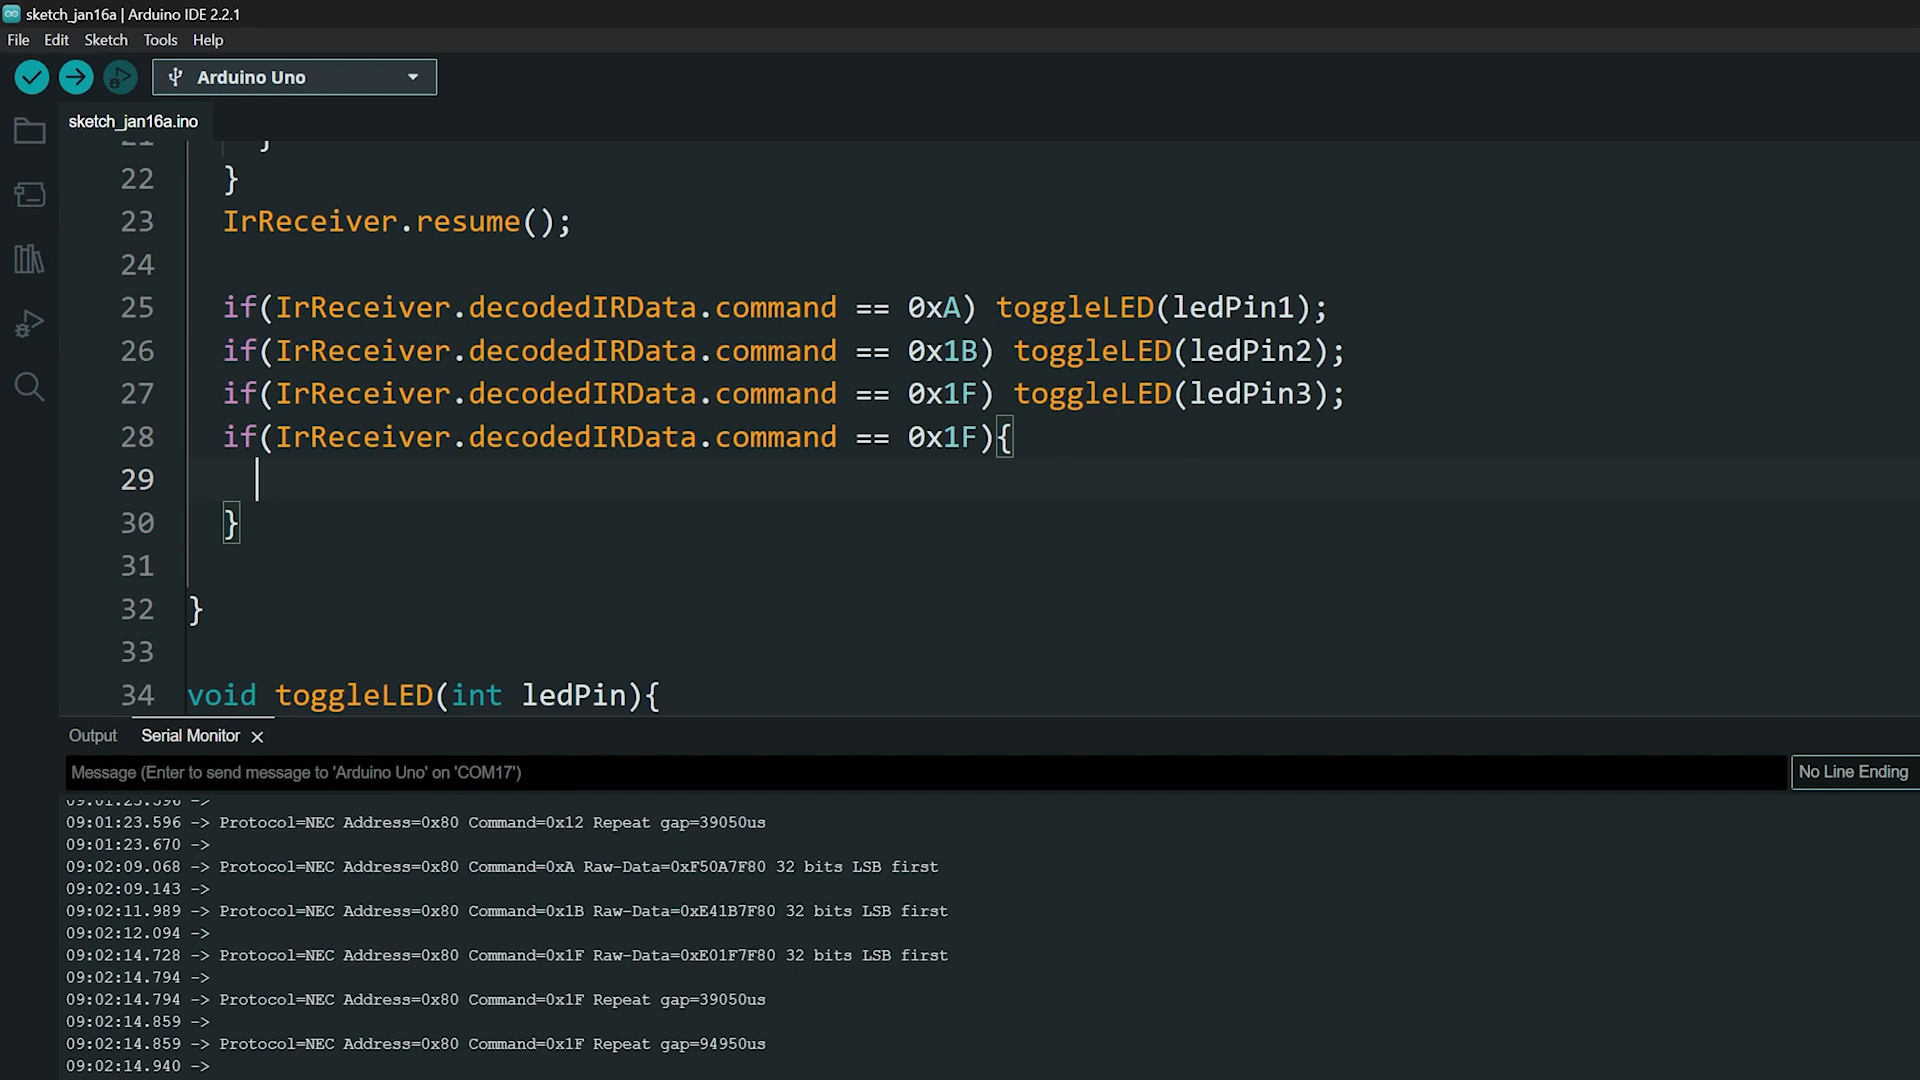 sketch_jan16a | Arduino IDE 2.2.1
File Edit Sketch Tools Help
Arduino Uno
sketch_jan16a.ino
21 }
22 }
23 IrReceiver.resume();
24
25 if(IrReceiver.decodedIRData.command == 0xA) toggleLED(ledPin1);
26 if(IrReceiver.decodedIRData.command == 0x1B) toggleLED(ledPin2);
27 if(IrReceiver.decodedIRData.command == 0x1F) toggleLED(ledPin3);
28 if(IrReceiver.decodedIRData.command == 0x1F){
29
30 }
31
32 }
33
34 void toggleLED(int ledPin){
Output Serial Monitor
Message (Enter to send message to 'Arduino Uno' on 'COM17')
No Line Ending
09:01:23.596 ->
09:01:23.596 -> Protocol=NEC Address=0x80 Command=0x12 Repeat gap=39050us
09:01:23.670 ->
09:02:09.068 -> Protocol=NEC Address=0x80 Command=0xA Raw-Data=0xF50A7F80 32 bits LSB first
09:02:09.143 ->
09:02:11.989 -> Protocol=NEC Address=0x80 Command=0x1B Raw-Data=0xE41B7F80 32 bits LSB first
09:02:12.094 ->
09:02:14.728 -> Protocol=NEC Address=0x80 Command=0x1F Raw-Data=0xE01F7F80 32 bits LSB first
09:02:14.794 ->
09:02:14.794 -> Protocol=NEC Address=0x80 Command=0x1F Repeat gap=39050us
09:02:14.859 ->
09:02:14.859 -> Protocol=NEC Address=0x80 Command=0x1F Repeat gap=94950us
09:02:14.940 ->